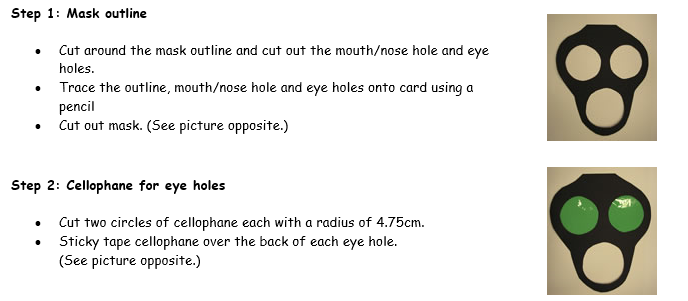 Step 1: Mask outline
• Cut around the mask outline and cut out the mouth/nose hole and eye
holes.
• Trace the outline, mouth/nose hole and eye holes onto card using a
pencil
• Cut out mask. (See picture opposite.)
Step 2: Cellophane for eye holes
• Cut two circles of cellophane each with a radius of 4.75cm.
• Sticky tape cellophane over the back of each eye hole.
(See picture opposite.)